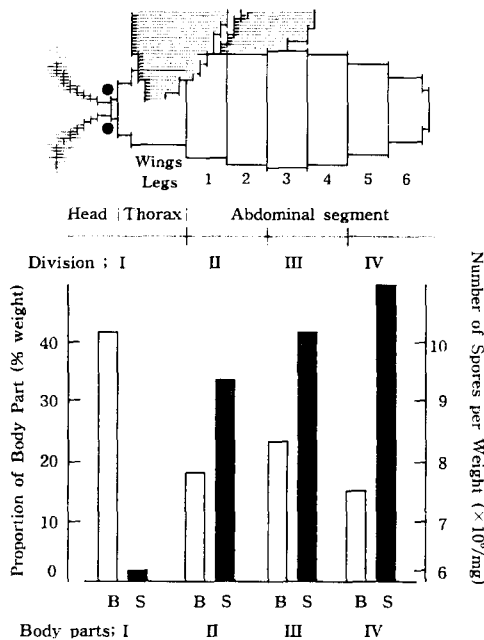 Wings
Legs 1 2 3 4 5 6
Head Thorax Abdominal segment
Division ; I II III IV
Proportion of Body Part (% weight)
40
30
20
10
0
10
9
8
7
6
Number of Spores per Weight
B S B S B S B S
Body parts; I II III IV